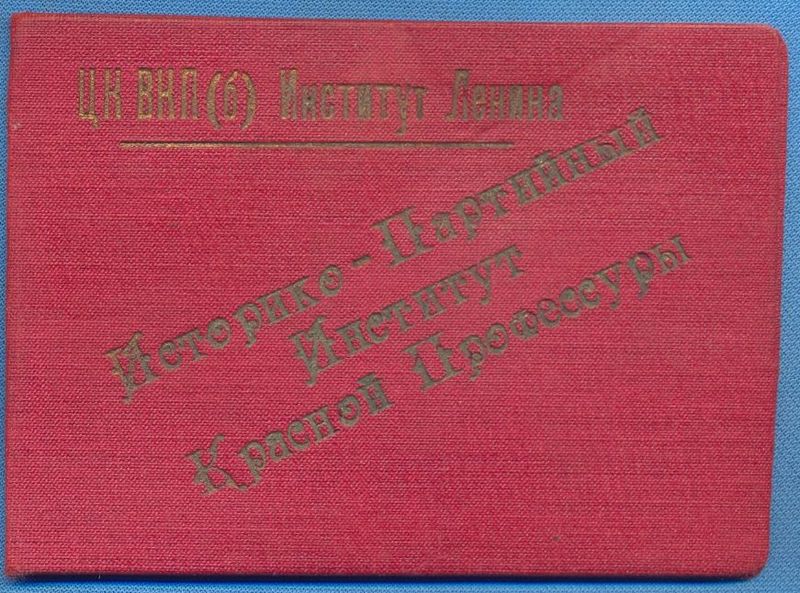 ЦК ВКП(б) Институт Ленина
Историко-Партийный
Институт
Красной Профессуры